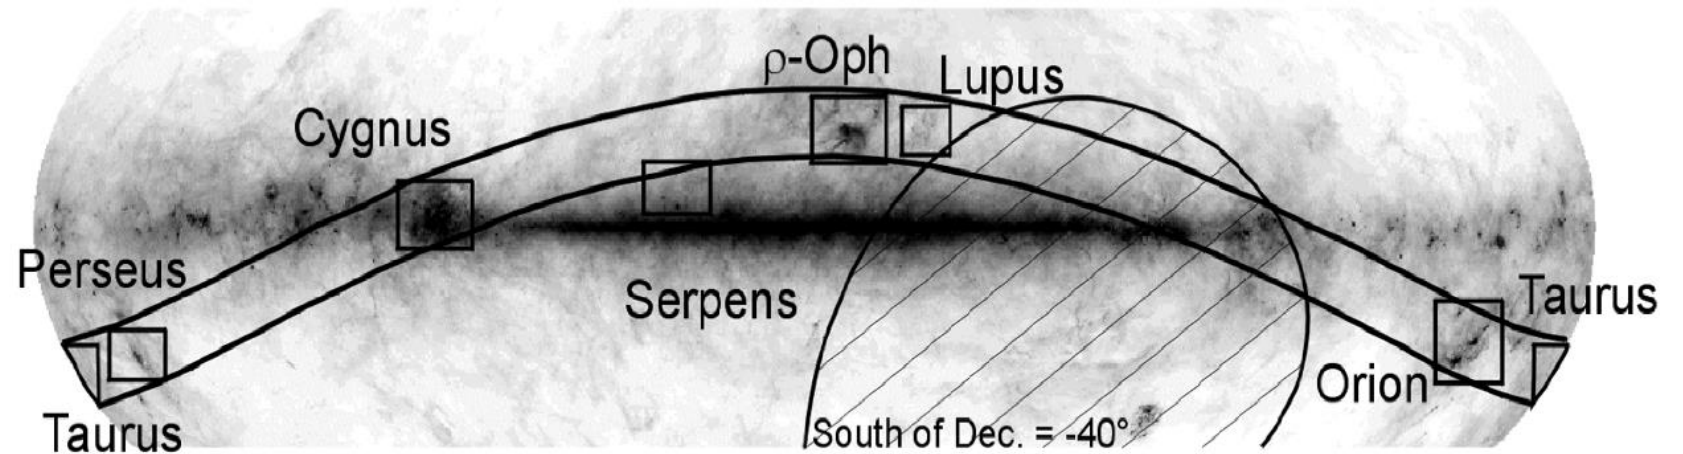 ρ-Oph
Lupus
Cygnus
Perseus
Serpens
Taurus
Orion
Taurus
South of Dec. = -40°